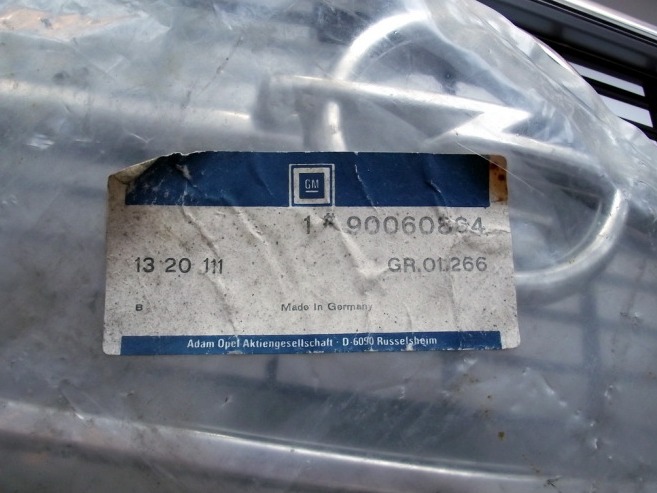 GM
1 * 90060864
13 20 111 GR.01.266
B Made in Germany
Adam Opel Aktiengesellschaft · D-6090 Russelsheim